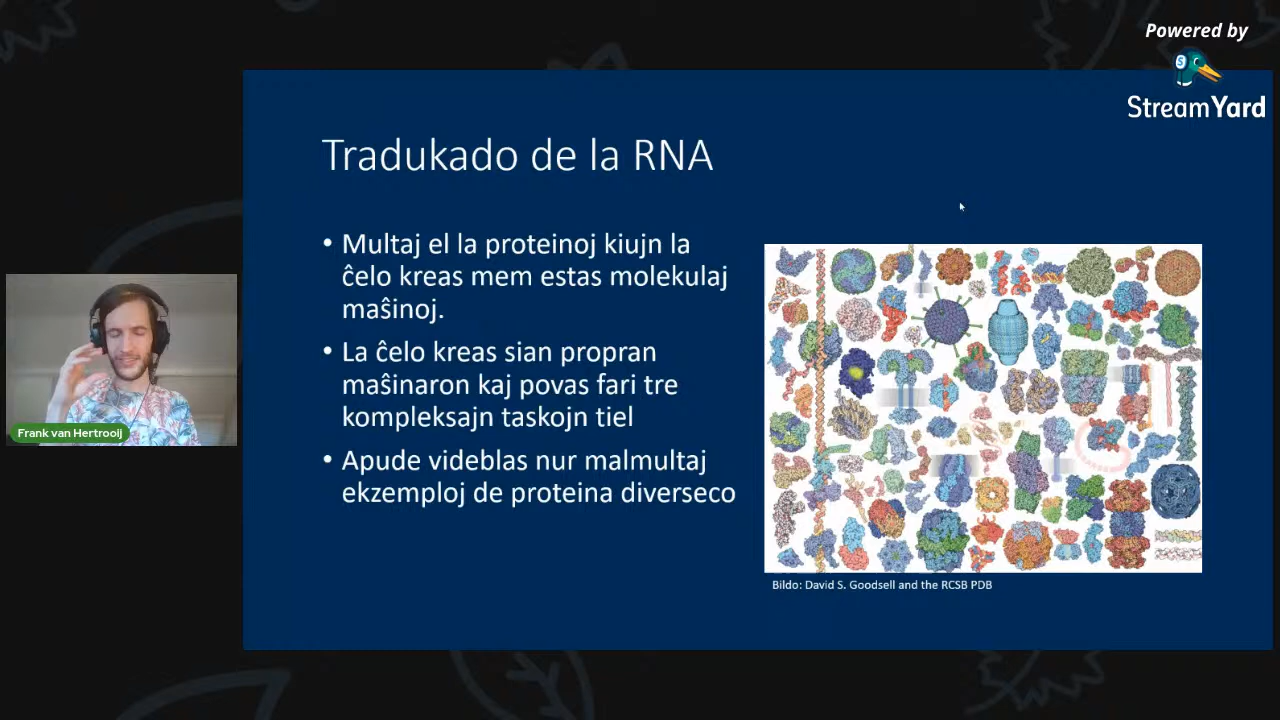 Powered by
StreamYard
Tradukado de la RNA
• Multaj el la proteinoj kiujn la
ĉelo kreas mem estas molekulaj
maŝinoj.
• La ĉelo kreas sian propran
maŝinaron kaj povas fari tre
kompleksajn taskojn tiel
• Apude videblas nur malmultaj
ekzemploj de proteina diverseco
Bildo: David S. Goodsell and the RCSB PDB
Frank van Hertrooij